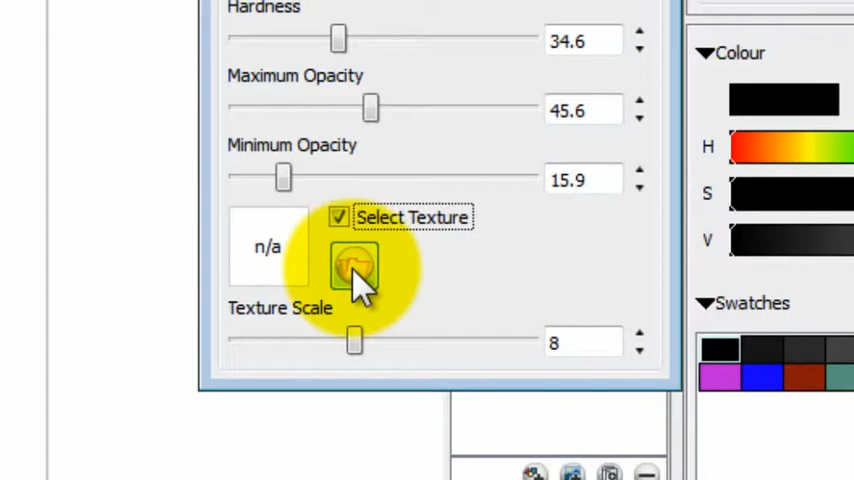 Hardness
34.6
Maximum Opacity
45.6
Minimum Opacity
15.9
Select Texture
n/a
Texture Scale
8
Colour
H
S
V
Swatches